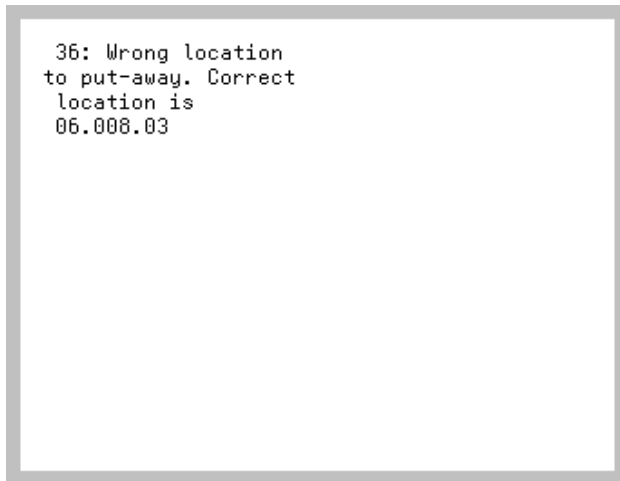 36: Wrong location
to put-away. Correct
location is
06.008.03